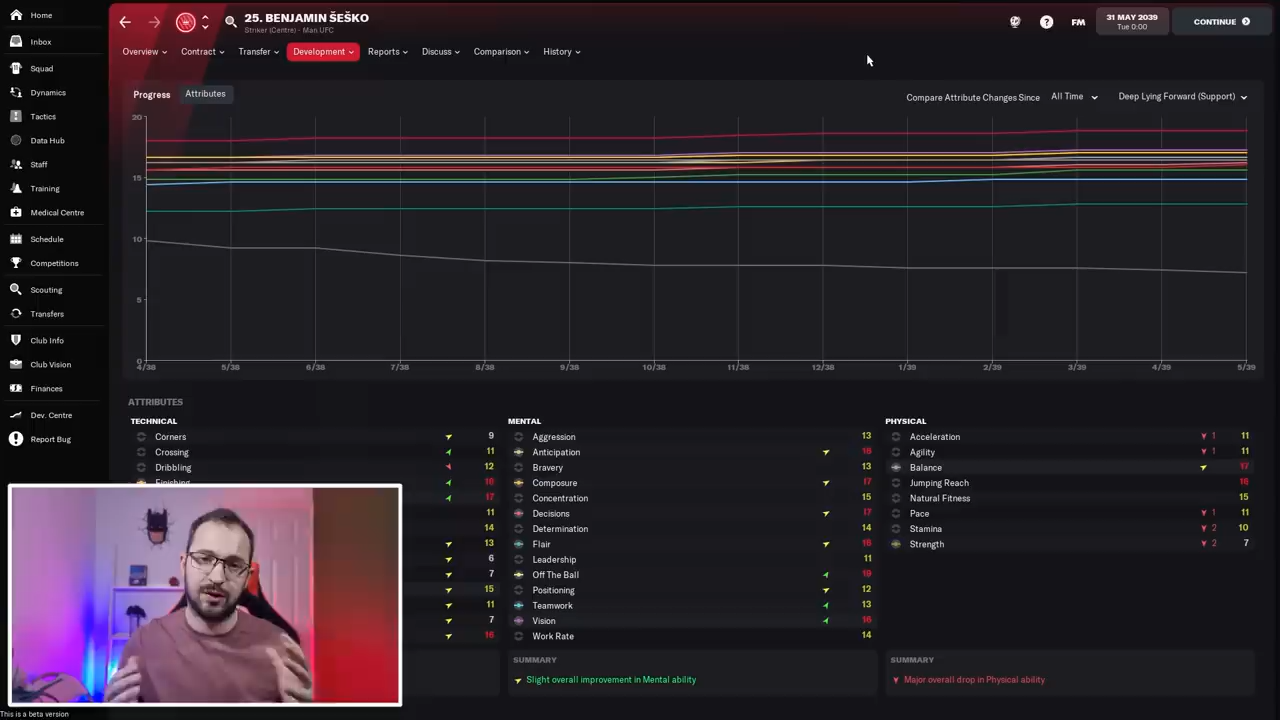 Home
Inbox
Squad
Dynamics
Tactics
Data Hub
Staff
Training
Medical Centre
Schedule
Competitions
Scouting
Transfers
Club Info
Club Vision
Finances
Dev. Centre
Report Bug
This is a beta version
25. BENJAMIN ŠEŠKO
Striker (Centre) - Man UFC
FM
31 MAY 2039
Tue 0:00
CONTINUE
Overview Contract Transfer Development Reports Discuss Comparison History
Progress Attributes
Compare Attribute Changes Since All Time Deep Lying Forward (Support)
20
15
10
5
0
4/38 5/38 6/38 7/38 8/38 9/38 10/38 11/38 12/38 1/39 2/39 3/39 4/39 5/39
ATTRIBUTES
TECHNICAL
Corners 9
Crossing 11
Dribbling 12
Finishing
17
11
14
13
6
7
15
11
7
16
MENTAL
Aggression 13
Anticipation
Bravery 13
Composure 17
Concentration 15
Decisions 17
Determination 14
Flair
Leadership 11
Off The Ball
Positioning 12
Teamwork 13
Vision 16
Work Rate 14
SUMMARY
Slight overall improvement in Mental ability
PHYSICAL
Acceleration 1 11
Agility 1 11
Balance 17
Jumping Reach
Natural Fitness 15
Pace 1 11
Stamina 2 10
Strength 2 7
SUMMARY
Major overall drop in Physical ability